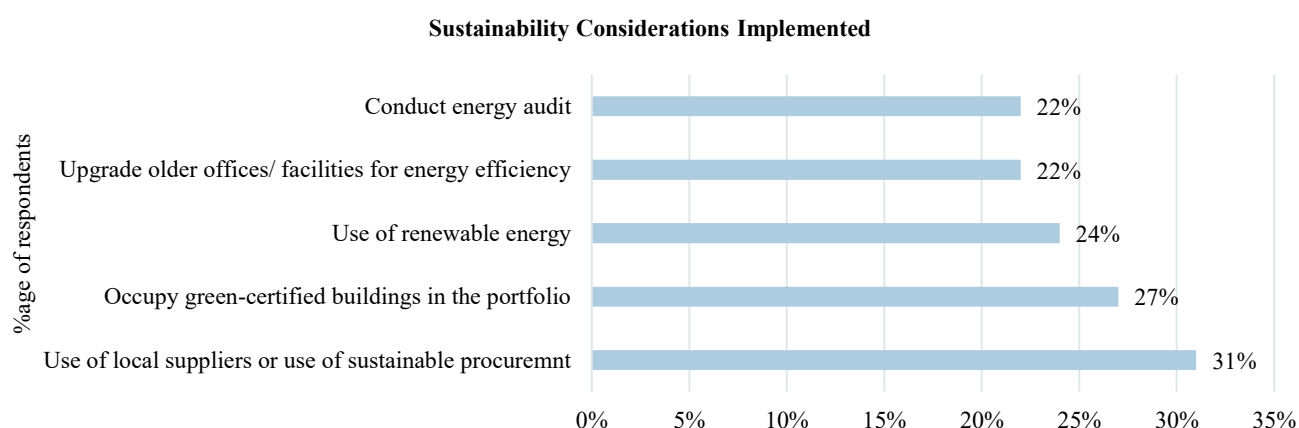 Sustainability Considerations Implemented
%age of respondents
Conduct energy audit
22%
Upgrade older offices/ facilities for energy efficiency
22%
Use of renewable energy
24%
Occupy green-certified buildings in the portfolio
27%
Use of local suppliers or use of sustainable procuremnt
31%
0% 5% 10% 15% 20% 25% 30% 35%